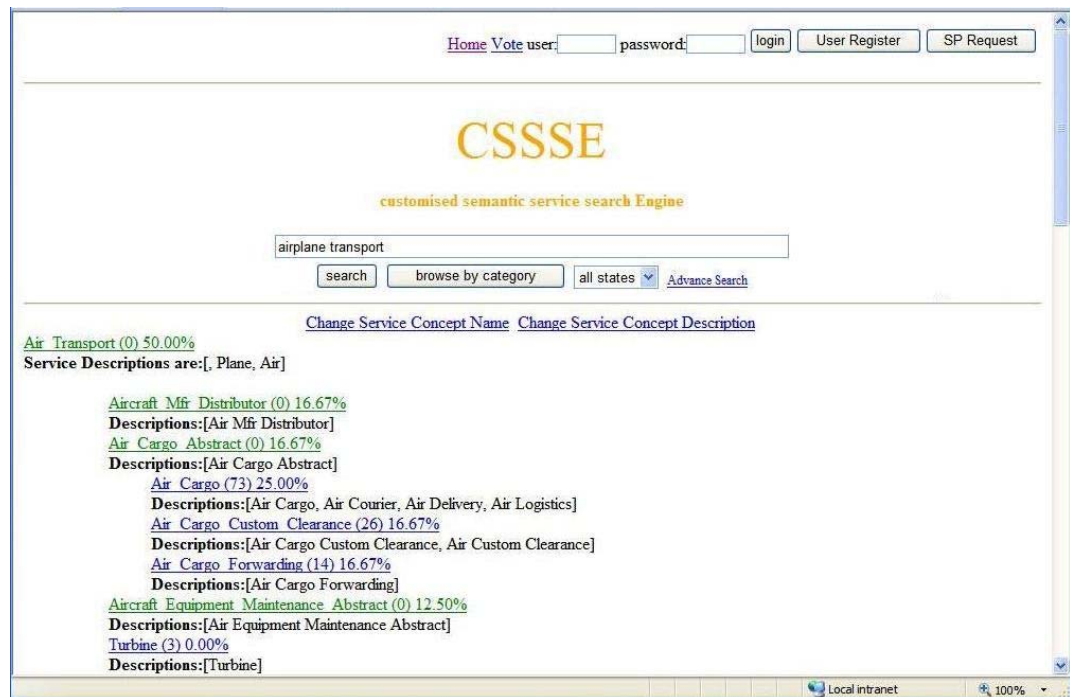 Home Vote user: password: login User Register SP Request
CSSSE
customised semantic service search Engine
airplane transport
search browse by category all states Advance Search
Change Service Concept Name Change Service Concept Description
Air_Transport (0) 50.00%
Service Descriptions are:[, Plane, Air]
Aircraft_Mfr_Distributor (0) 16.67%
Descriptions:[Air Mfr Distributor]
Air_Cargo_Abstract (0) 16.67%
Descriptions:[Air Cargo Abstract]
Air_Cargo (73) 25.00%
Descriptions:[Air Cargo, Air Courier, Air Delivery, Air Logistics]
Air_Cargo_Custom_Clearance (26) 16.67%
Descriptions:[Air Cargo Custom Clearance, Air Custom Clearance]
Air_Cargo_Forwarding (14) 16.67%
Descriptions:[Air Cargo Forwarding]
Aircraft_Equipment_Maintenance_Abstract (0) 12.50%
Descriptions:[Air Equipment Maintenance Abstract]
Turbine (3) 0.00%
Descriptions:[Turbine]
Local intranet 100%